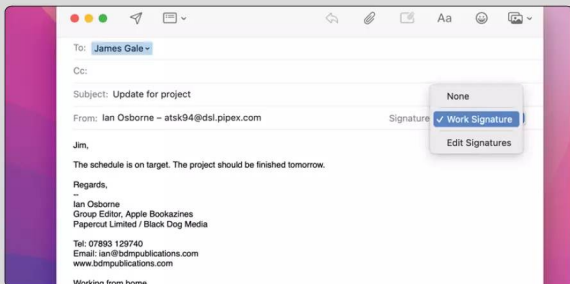 Aa
To: James Gale
Cc:
Subject: Update for project
From: Ian Osborne – atsk94@dsl.pipex.com
Signature
None
✓ Work Signature
Edit Signatures
Jim,
The schedule is on target. The project should be finished tomorrow.
Regards,
--
Ian Osborne
Group Editor, Apple Bookazines
Papercut Limited / Black Dog Media
Tel: 07893 129740
Email: ian@bdmpublications.com
www.bdmpublications.com
Working from home